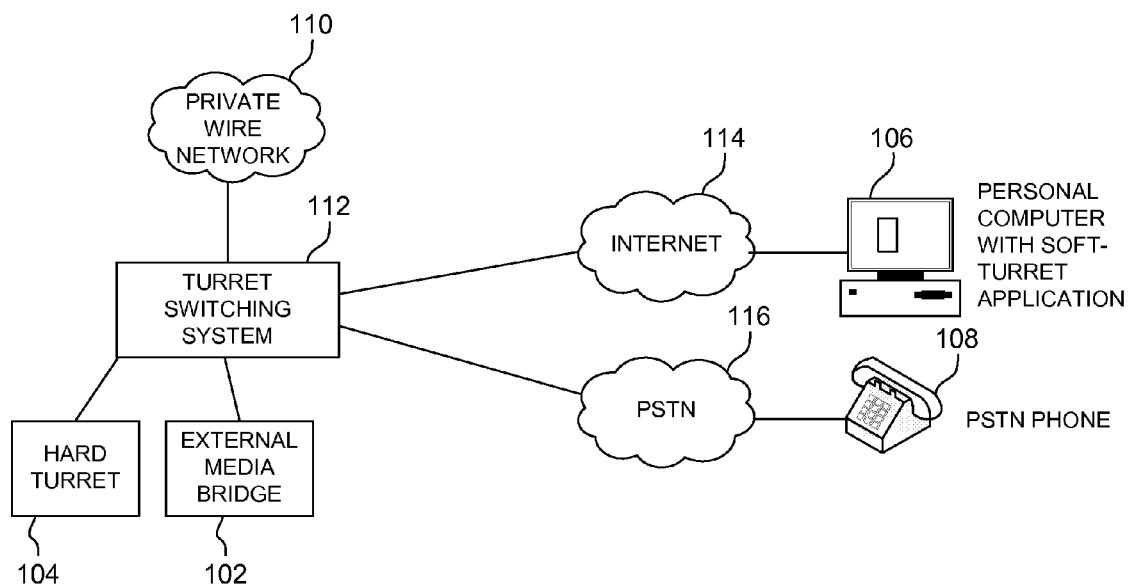 110
PRIVATE
WIRE
NETWORK
112
TURRET
SWITCHING
SYSTEM
HARD
TURRET
104
EXTERNAL
MEDIA
BRIDGE
102
114
INTERNET
106
PERSONAL
COMPUTER
WITH SOFT-
TURRET
APPLICATION
116
PSTN
108
PSTN PHONE